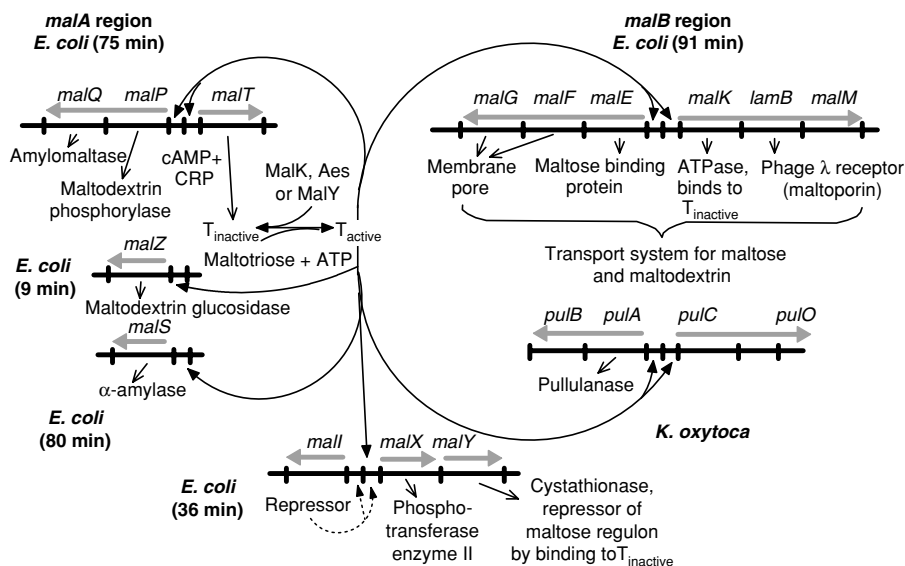 malA region
E. coli (75 min)
malQ malP malT
Amylomaltase
Maltodextrin
phosphorylase
cAMP+
CRP
MalK, Aes
or MalY
Tinactive Tactive
Maltotriose + ATP
malB region
E. coli (91 min)
malG malF malE malK lamB malM
Membrane
pore
Maltose binding
protein
ATPase,
binds to
Tinactive
Phage λ receptor
(maltoporin)
Transport system for maltose
and maltodextrin
E. coli
(9 min)
malZ
Maltodextrin glucosidase
malS
α-amylase
E. coli
(80 min)
pulB pulA pulC pulO
Pullulanase
K. oxytoca
E. coli
(36 min)
malI malX malY
Repressor
Phospho-
transferase
enzyme II
Cystathionase,
repressor of
maltose regulon
by binding toTinactive